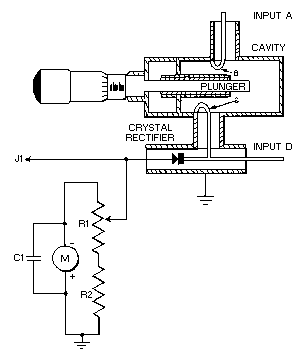 INPUT A
CAVITY
B
PLUNGER
C
CRYSTAL
RECTIFIER
INPUT D
J1
R1
C1
M
-
+
R2